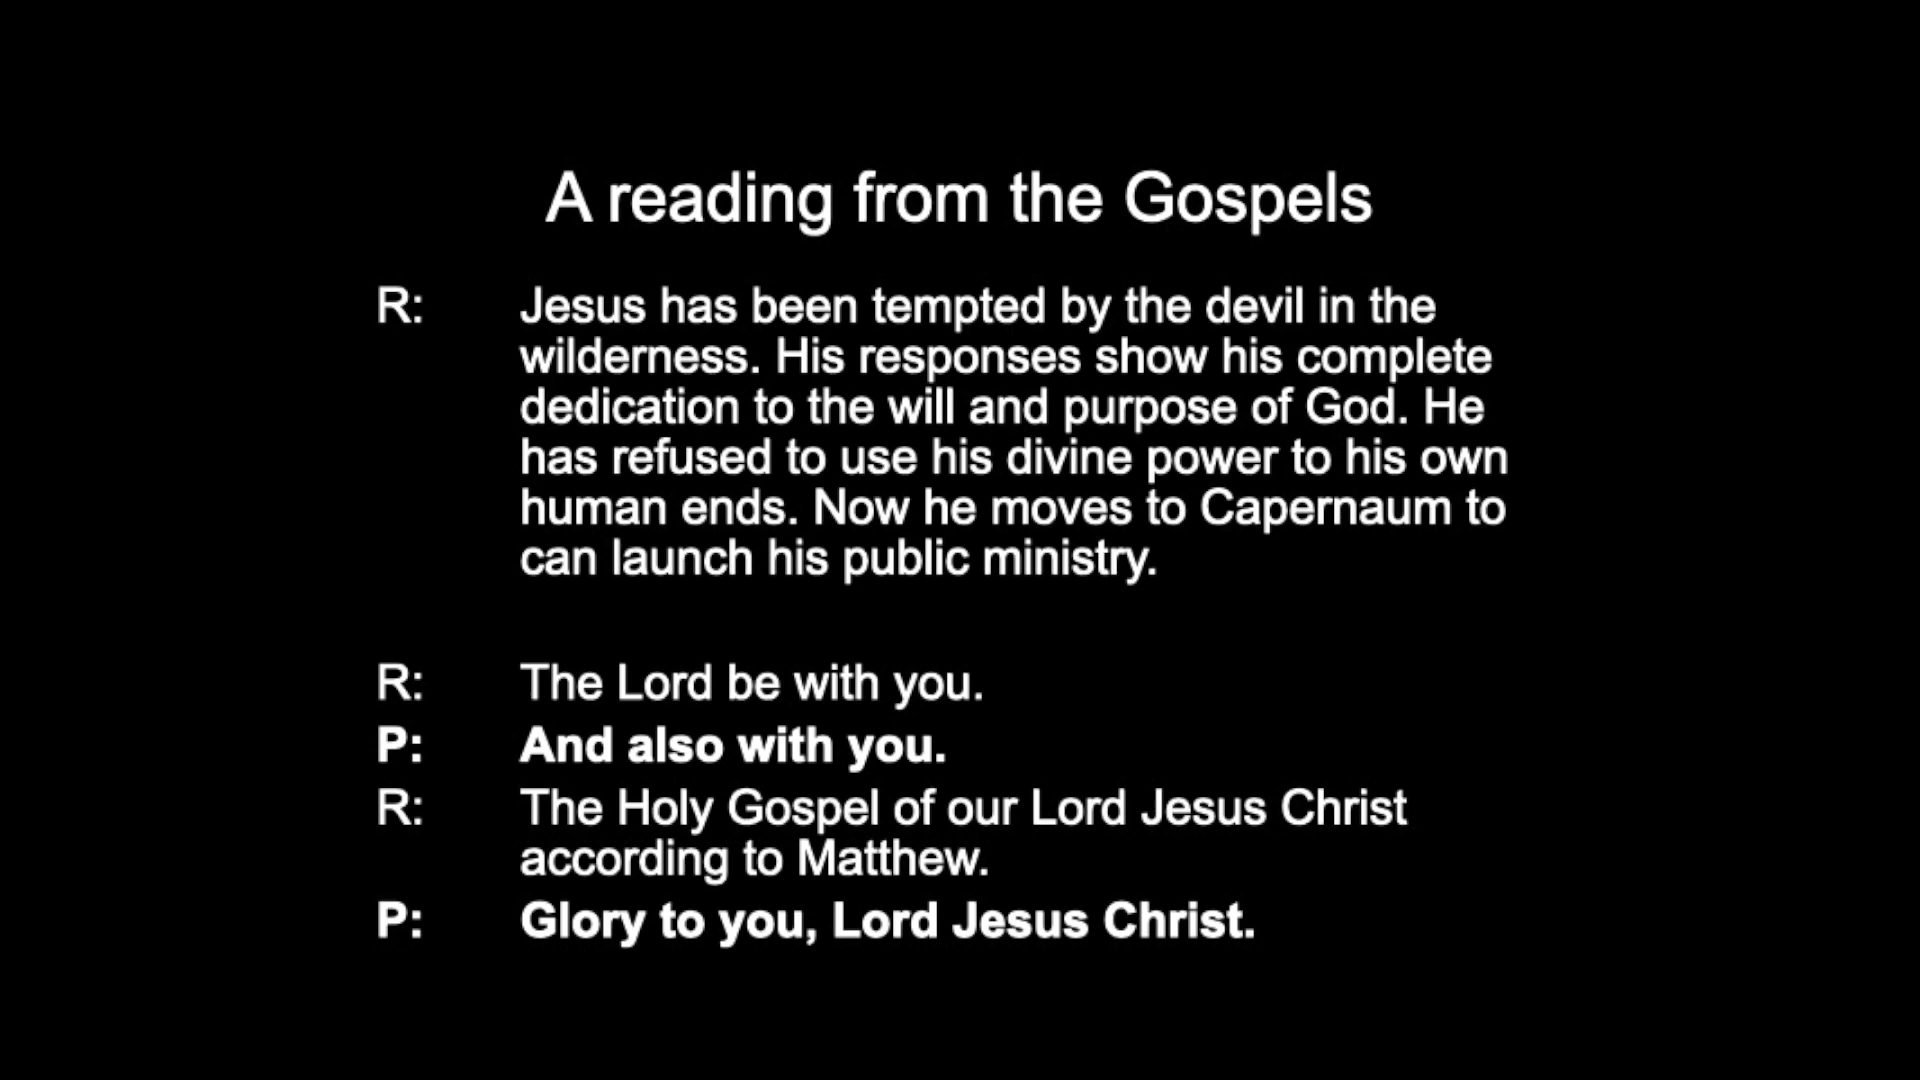 A reading from the Gospels
R: Jesus has been tempted by the devil in the
wilderness. His responses show his complete
dedication to the will and purpose of God. He
has refused to use his divine power to his own
human ends. Now he moves to Capernaum to
can launch his public ministry.
R: The Lord be with you.
P: And also with you.
R: The Holy Gospel of our Lord Jesus Christ
according to Matthew.
P: Glory to you, Lord Jesus Christ.